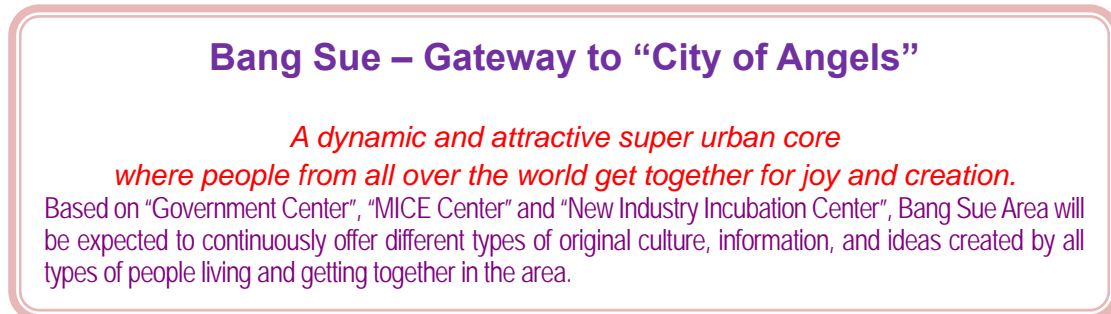 Bang Sue – Gateway to “City of Angels”
A dynamic and attractive super urban core
where people from all over the world get together for joy and creation.
Based on “Government Center”, “MICE Center” and “New Industry Incubation Center”, Bang Sue Area will
be expected to continuously offer different types of original culture, information, and ideas created by all
types of people living and getting together in the area.